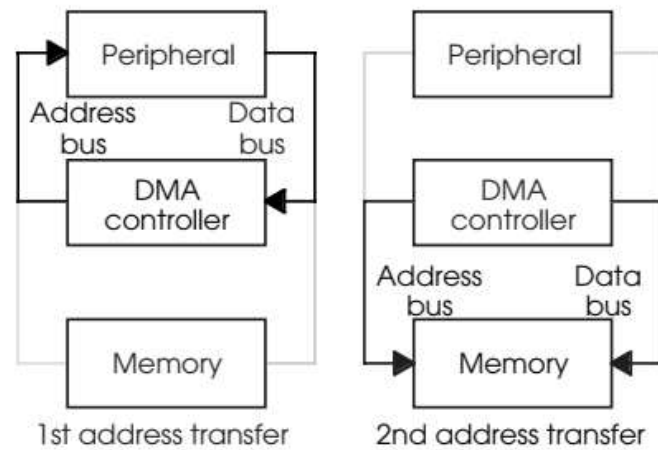 Peripheral
Address
bus
Data
bus
DMA
controller
Memory
1st address transfer
Peripheral
DMA
controller
Address
bus
Data
bus
Memory
2nd address transfer